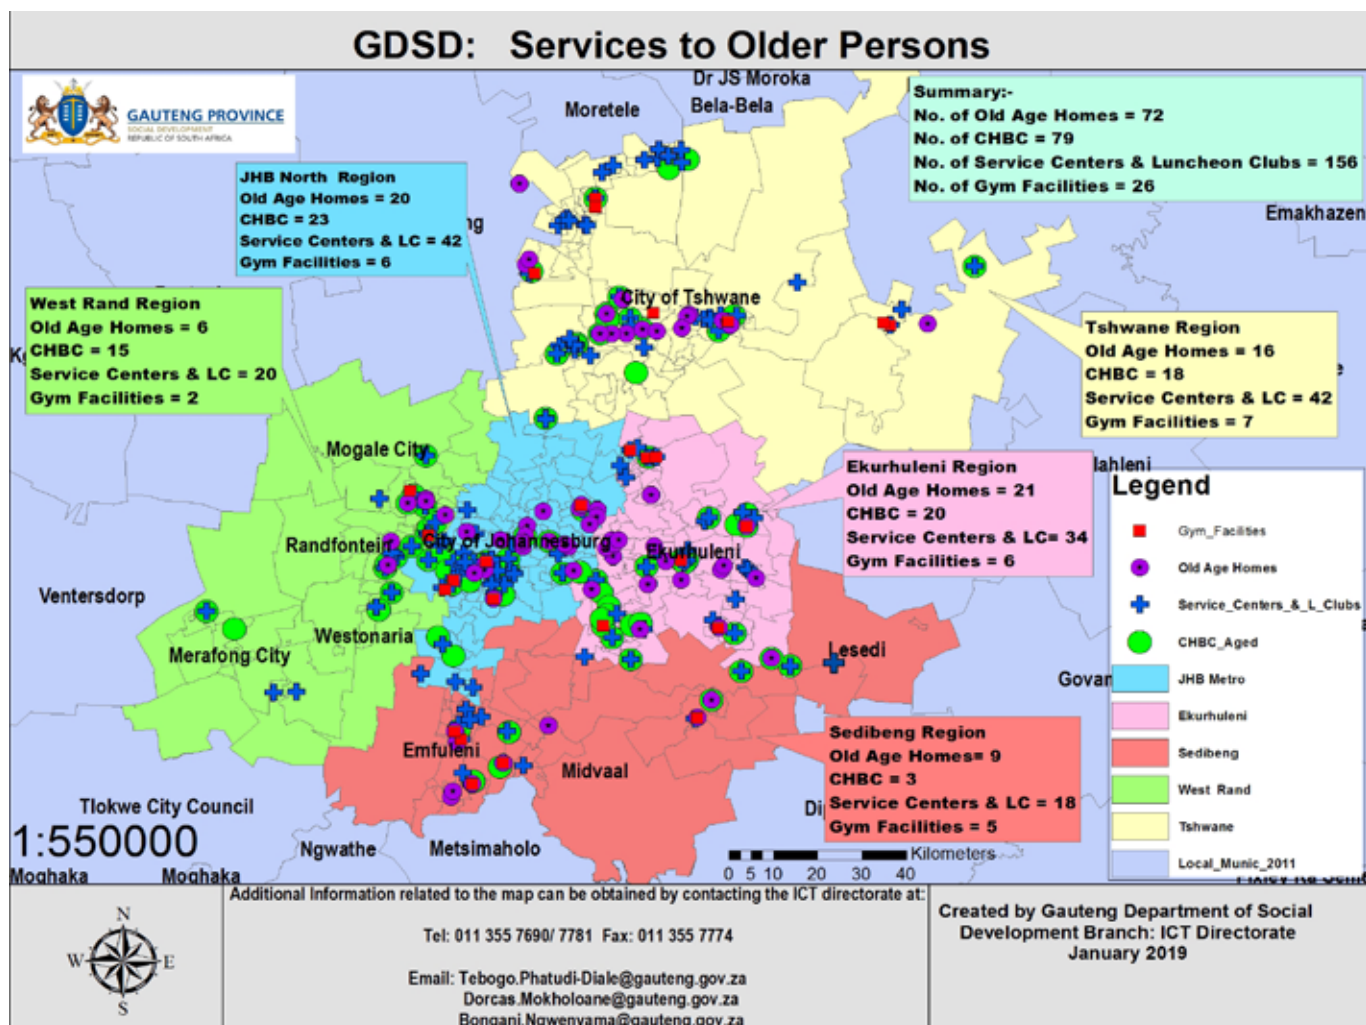 GDSD: Services to Older Persons
GAUTENG PROVINCE
SOCIAL DEVELOPMENT
REPUBLIC OF SOUTH AFRICA
Dr JS Moroka
Bela-Bela
Moretele
Summary:-
No. of Old Age Homes = 72
No. of CHBC = 79
No. of Service Centers & Luncheon Clubs = 156
No. of Gym Facilities = 26
Emakhazen
JHB North Region
Old Age Homes = 20
CHBC = 23
Service Centers & LC = 42
Gym Facilities = 6
ng
West Rand Region
Old Age Homes = 6
CHBC = 15
Service Centers & LC = 20
Gym Facilities = 2
City of Tshwane
Tshwane Region
Old Age Homes = 16
CHBC = 18
Service Centers & LC = 42
Gym Facilities = 7
e
Mogale City
Ekurhuleni Region
Old Age Homes = 21
CHBC = 20
Service Centers & LC= 34
Gym Facilities = 6
lahleni
Randfontein
City of Johannesburg
Ekurhuleni
Ventersdorp
Westonaria
Merafong City
Lesedi
Govan
Emfuleni
Midvaal
Sedibeng Region
Old Age Homes= 9
CHBC = 3
Service Centers & LC = 18
Gym Facilities = 5
Legend
Gym_Facilities
Old Age Homes
Service_Centers_&_L_Clubs
CHBC_Aged
JHB Metro
Ekurhuleni
Sedibeng
West Rand
Tshwane
Local_Munic_2011
Tlokwe City Council
1:550000
Ngwathe
Metsimaholo
Moghaka
Moghaka
Kilometers
0 5 10 20 30 40
N
W
E
S
Additional Information related to the map can be obtained by contacting the ICT directorate at:
Tel: 011 355 7690/ 7781 Fax: 011 355 7774
Email: Tebogo.Phatudi-Diale@gauteng.gov.za
Dorcas.Mokholoane@gauteng.gov.za
Bongani.Ngwenyama@gauteng.gov.za
Created by Gauteng Department of Social
Development Branch: ICT Directorate
January 2019